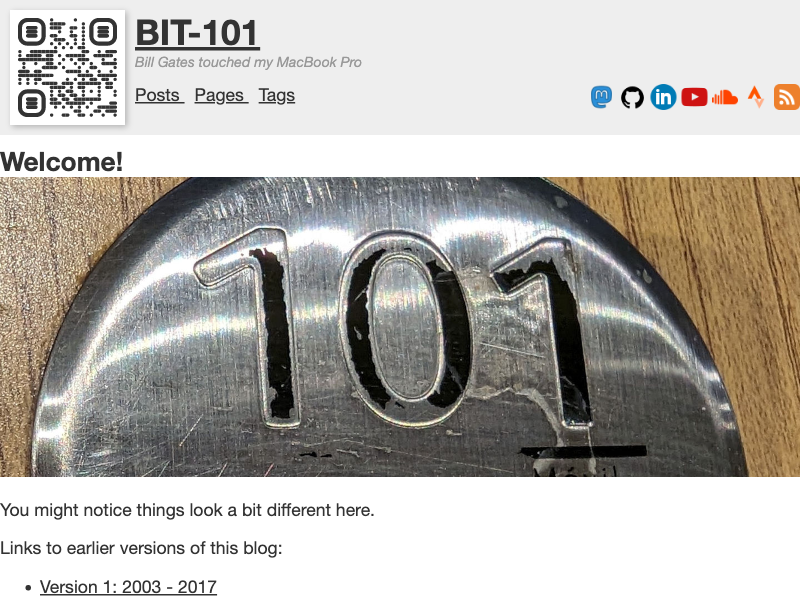 BIT-101
Bill Gates touched my MacBook Pro
Posts Pages Tags
Welcome!
101
You might notice things look a bit different here.
Links to earlier versions of this blog:
Version 1: 2003 - 2017